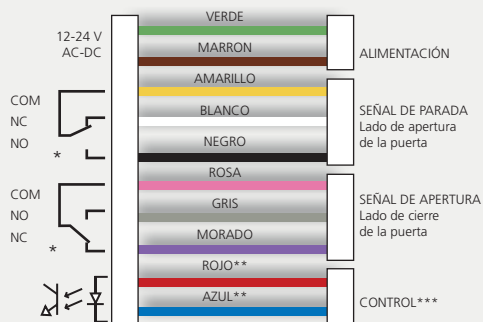 VERDE
12-24 V
AC-DC
MARRON
ALIMENTACIÓN
AMARILLO
COM
NC
NO
*
BLANCO
NEGRO
SEÑAL DE PARADA
Lado de apertura
de la puerta
ROSA
COM
NO
NC
*
GRIS
MORADO
SEÑAL DE APERTURA
Lado de cierre
de la puerta
ROJO**
AZUL**
CONTROL***